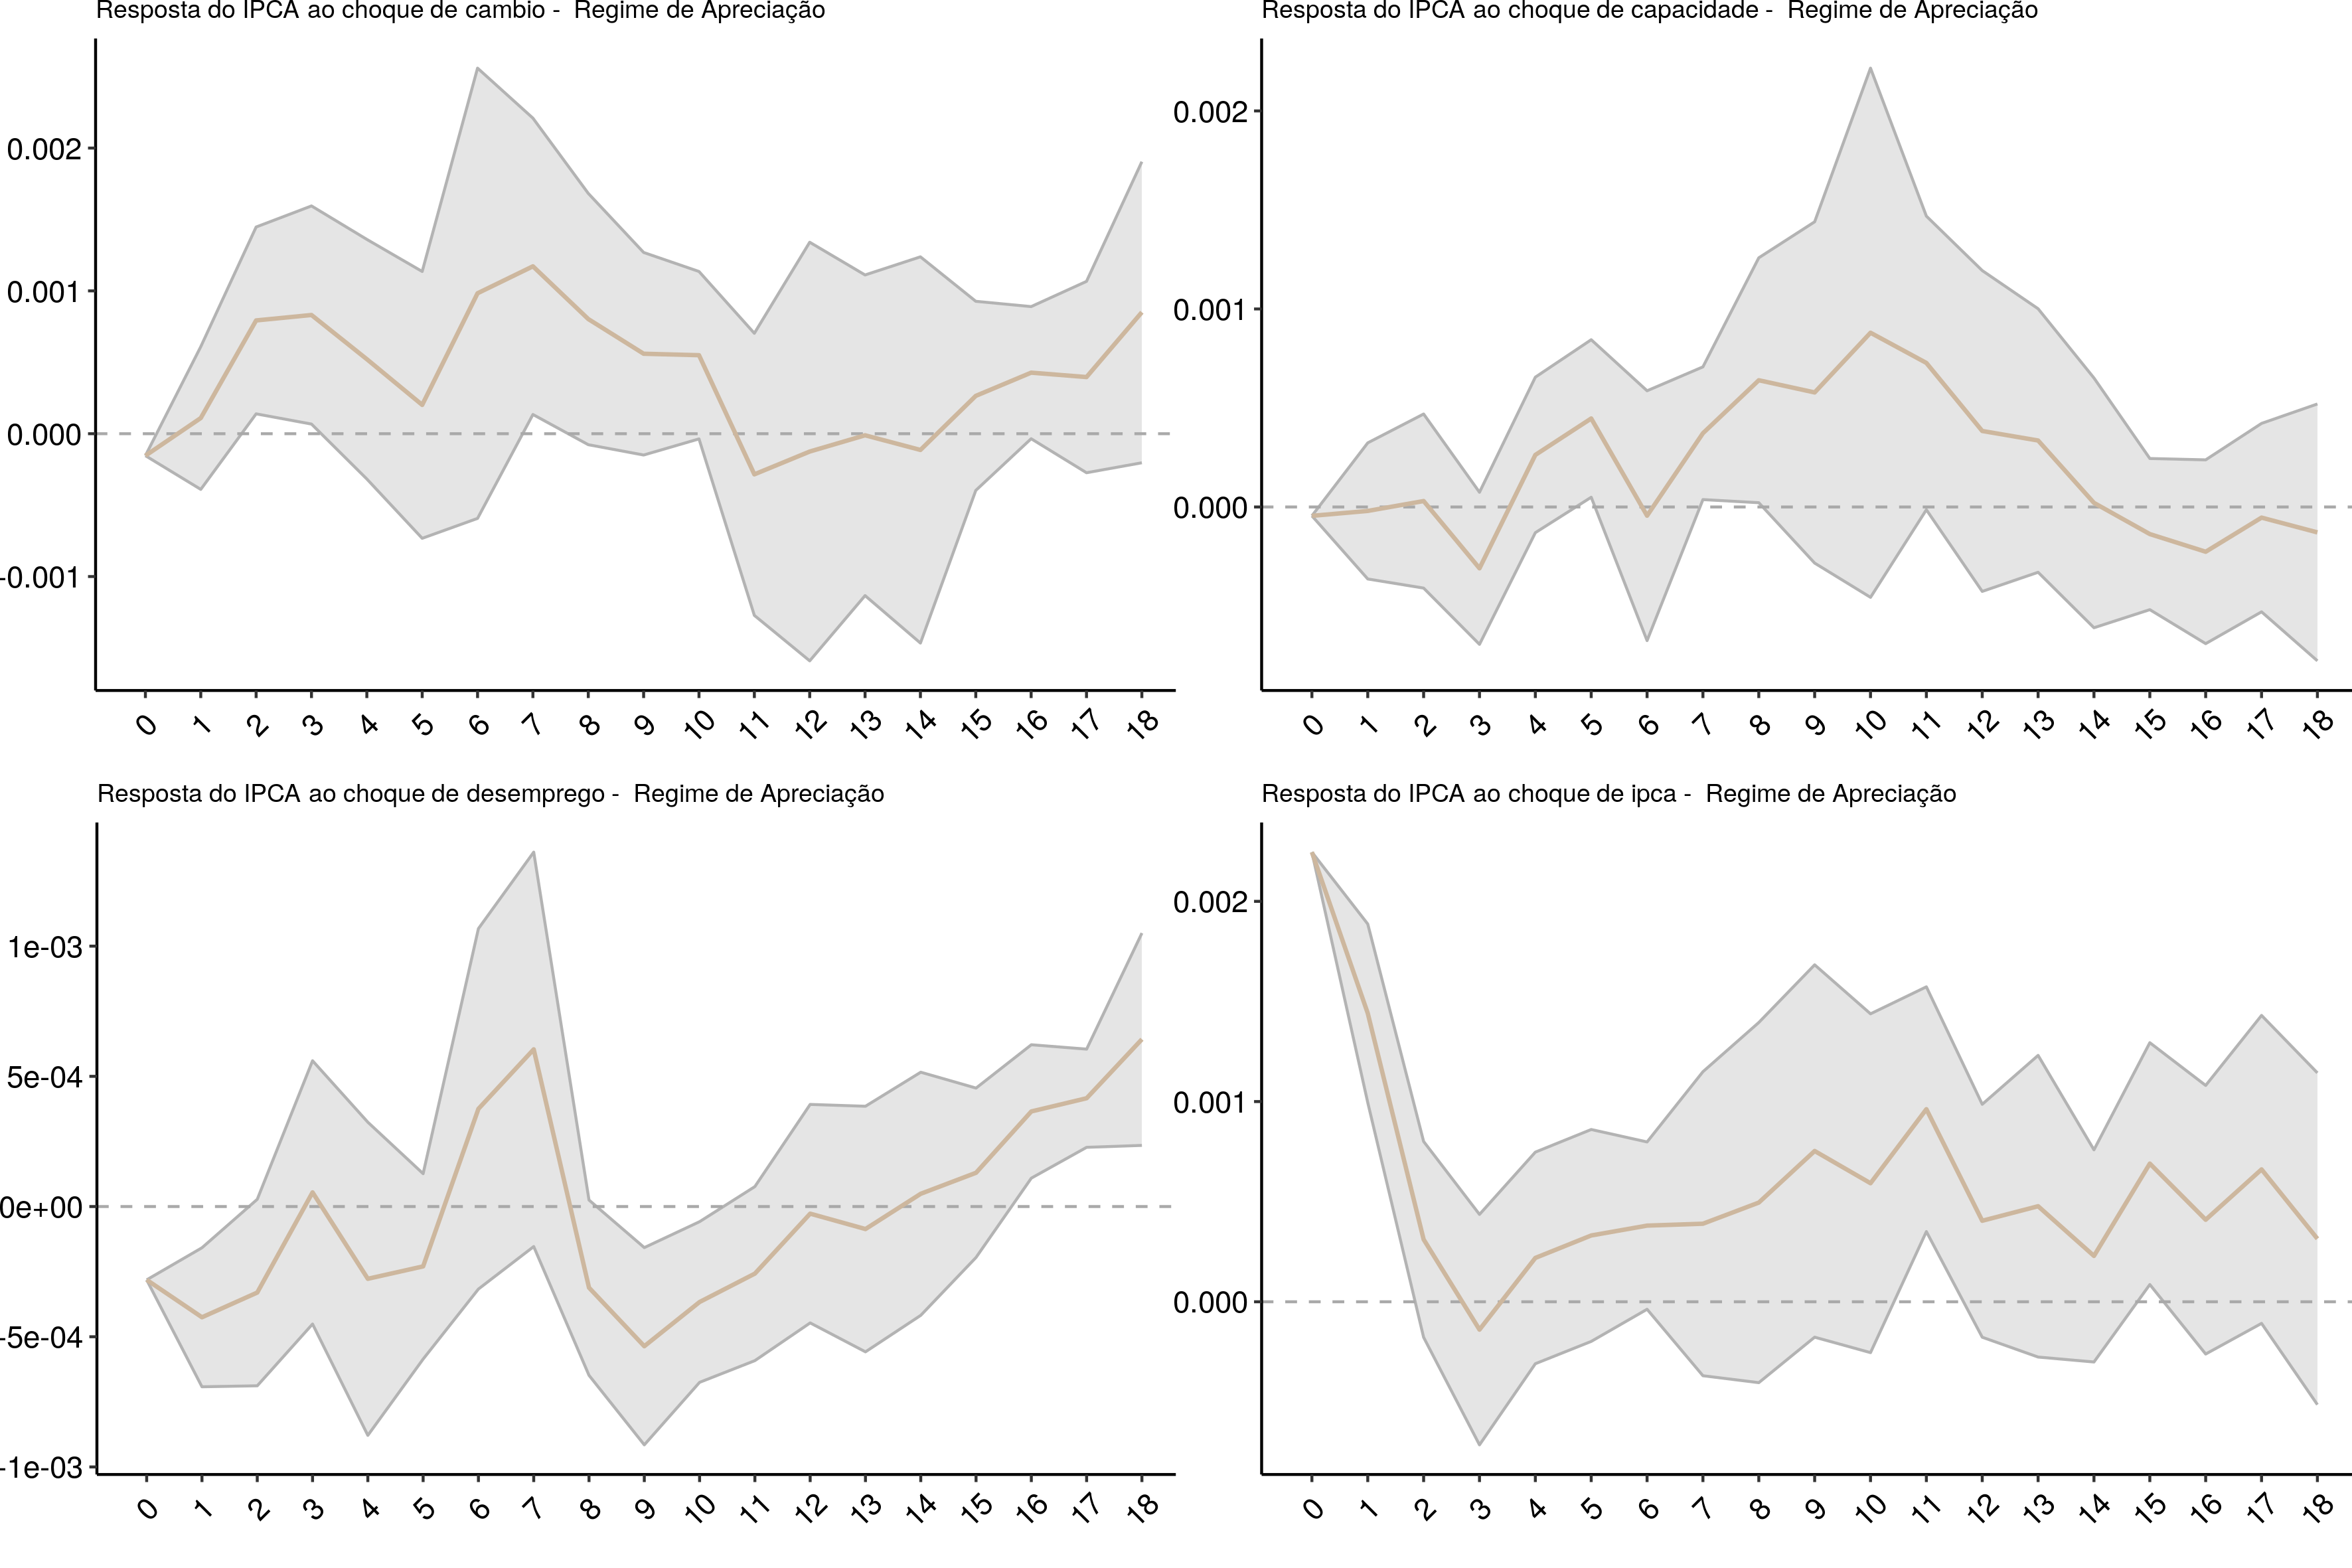 Resposta do IPCA ao choque de cambio -  Regime de Apreciação
0.002
0.001
0.000
-0.001
0 1 2 3 4 5 6 7 8 9 10 11 12 13 14 15 16 17 18
Resposta do IPCA ao choque de capacidade -  Regime de Apreciação
0.002
0.001
0.000
0 1 2 3 4 5 6 7 8 9 10 11 12 13 14 15 16 17 18
Resposta do IPCA ao choque de desemprego -  Regime de Apreciação
1e-03
5e-04
0e+00
-5e-04
-1e-03
0 1 2 3 4 5 6 7 8 9 10 11 12 13 14 15 16 17 18
Resposta do IPCA ao choque de ipca -  Regime de Apreciação
0.002
0.001
0.000
0 1 2 3 4 5 6 7 8 9 10 11 12 13 14 15 16 17 18